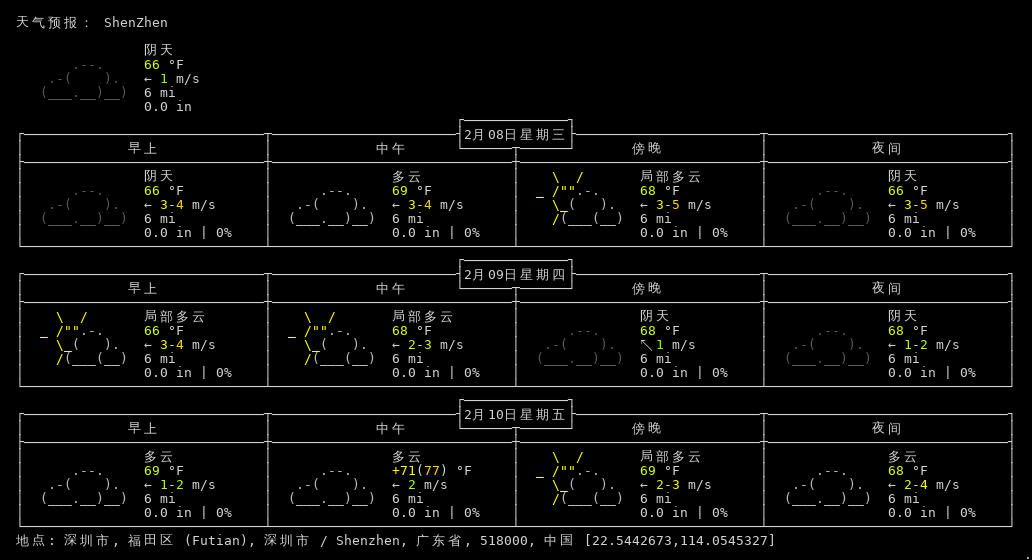 天气预报： ShenZhen
阴天
66 °F
← 1 m/s
6 mi
0.0 in
2月08日星期三
早上 中午 傍晚 夜间
阴天 多云 局部多云 阴天
66 °F 69 °F 68 °F 66 °F
← 3-4 m/s ← 3-4 m/s ← 3-5 m/s ← 3-5 m/s
6 mi 6 mi 6 mi 6 mi
0.0 in | 0% 0.0 in | 0% 0.0 in | 0% 0.0 in | 0%
2月09日星期四
早上 中午 傍晚 夜间
局部多云 局部多云 阴天 阴天
66 °F 68 °F 68 °F 68 °F
← 3-4 m/s ← 2-3 m/s ↖ 1 m/s ← 1-2 m/s
6 mi 6 mi 6 mi 6 mi
0.0 in | 0% 0.0 in | 0% 0.0 in | 0% 0.0 in | 0%
2月10日星期五
早上 中午 傍晚 夜间
多云 多云 局部多云 多云
69 °F +71(77) °F 69 °F 68 °F
← 1-2 m/s ← 2 m/s ← 2-3 m/s ← 2-4 m/s
6 mi 6 mi 6 mi 6 mi
0.0 in | 0% 0.0 in | 0% 0.0 in | 0% 0.0 in | 0%
地点: 深圳市, 福田区 (Futian), 深圳市 / Shenzhen, 广东省, 518000, 中国 [22.5442673,114.0545327]